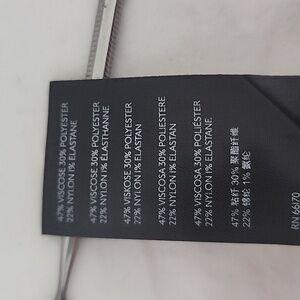 47% VISCOSE 30% POLYESTER
22% NYLON 1% ELASTANE
47% VISCOSE 30% POLYESTER
22% NYLON 1% ÉLASTHANNE
47% VISKOSE 30% POLYESTER
22% NYLON 1% ELASTAN
47% VISCOSA 30% POLIESTERE
22% NYLON 1% ELASTAN
47% VISCOSA 30% POLIÉSTER
22% NYLON 1% ELASTANE
47% 粘纤 30% 聚酯纤维
22% 锦纶 1% 氨纶
RN 66170